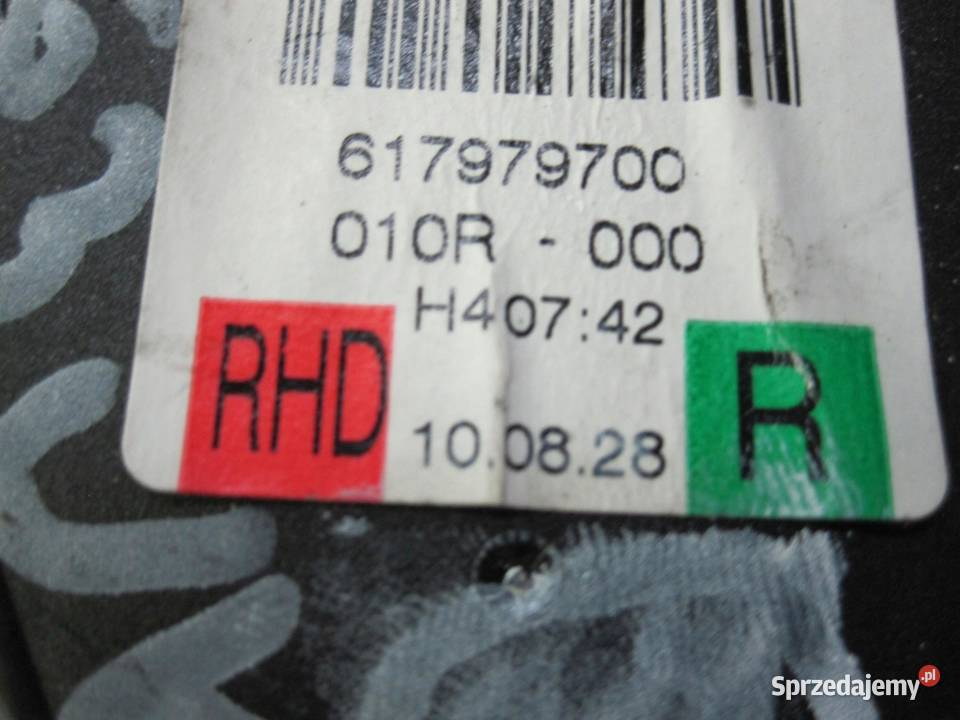 617979700
010R - 000
H407:42
RHD
10.08.28
R
Sprzedajemy.pl